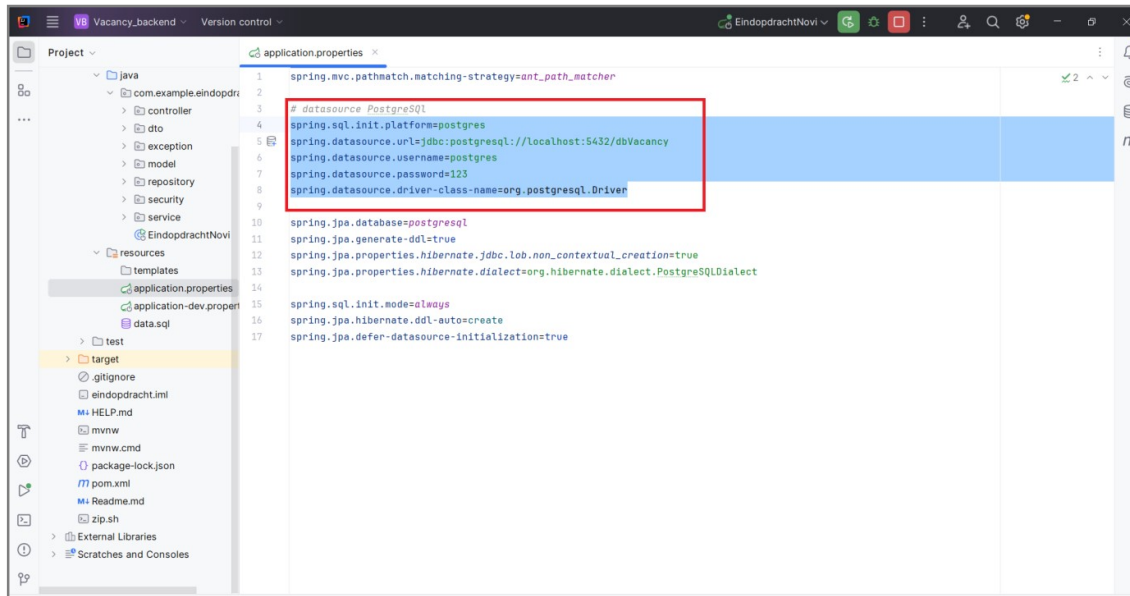 VB Vacancy_backend Version control EindopdrachtNovi
Project
java
com.example.eindopdra
controller
dto
exception
model
repository
security
service
EindopdrachtNovi
resources
templates
application.properties
application-dev.propert
data.sql
test
target
.gitignore
eindopdracht.iml
M↓ HELP.md
mvnw
mvnw.cmd
package-lock.json
pom.xml
M↓ Readme.md
zip.sh
External Libraries
Scratches and Consoles
application.properties
1 spring.mvc.pathmatch.matching-strategy=ant_path_matcher
2
3 # datasource PostgreSQl
4 spring.sql.init.platform=postgres
5 spring.datasource.url=jdbc:postgresql://localhost:5432/dbVacancy
6 spring.datasource.username=postgres
7 spring.datasource.password=123
8 spring.datasource.driver-class-name=org.postgresql.Driver
9
10 spring.jpa.database=postgresql
11 spring.jpa.generate-ddl=true
12 spring.jpa.properties.hibernate.jdbc.lob.non_contextual_creation=true
13 spring.jpa.properties.hibernate.dialect=org.hibernate.dialect.PostgreSQLDialect
14
15 spring.sql.init.mode=always
16 spring.jpa.hibernate.ddl-auto=create
17 spring.jpa.defer-datasource-initialization=true
2